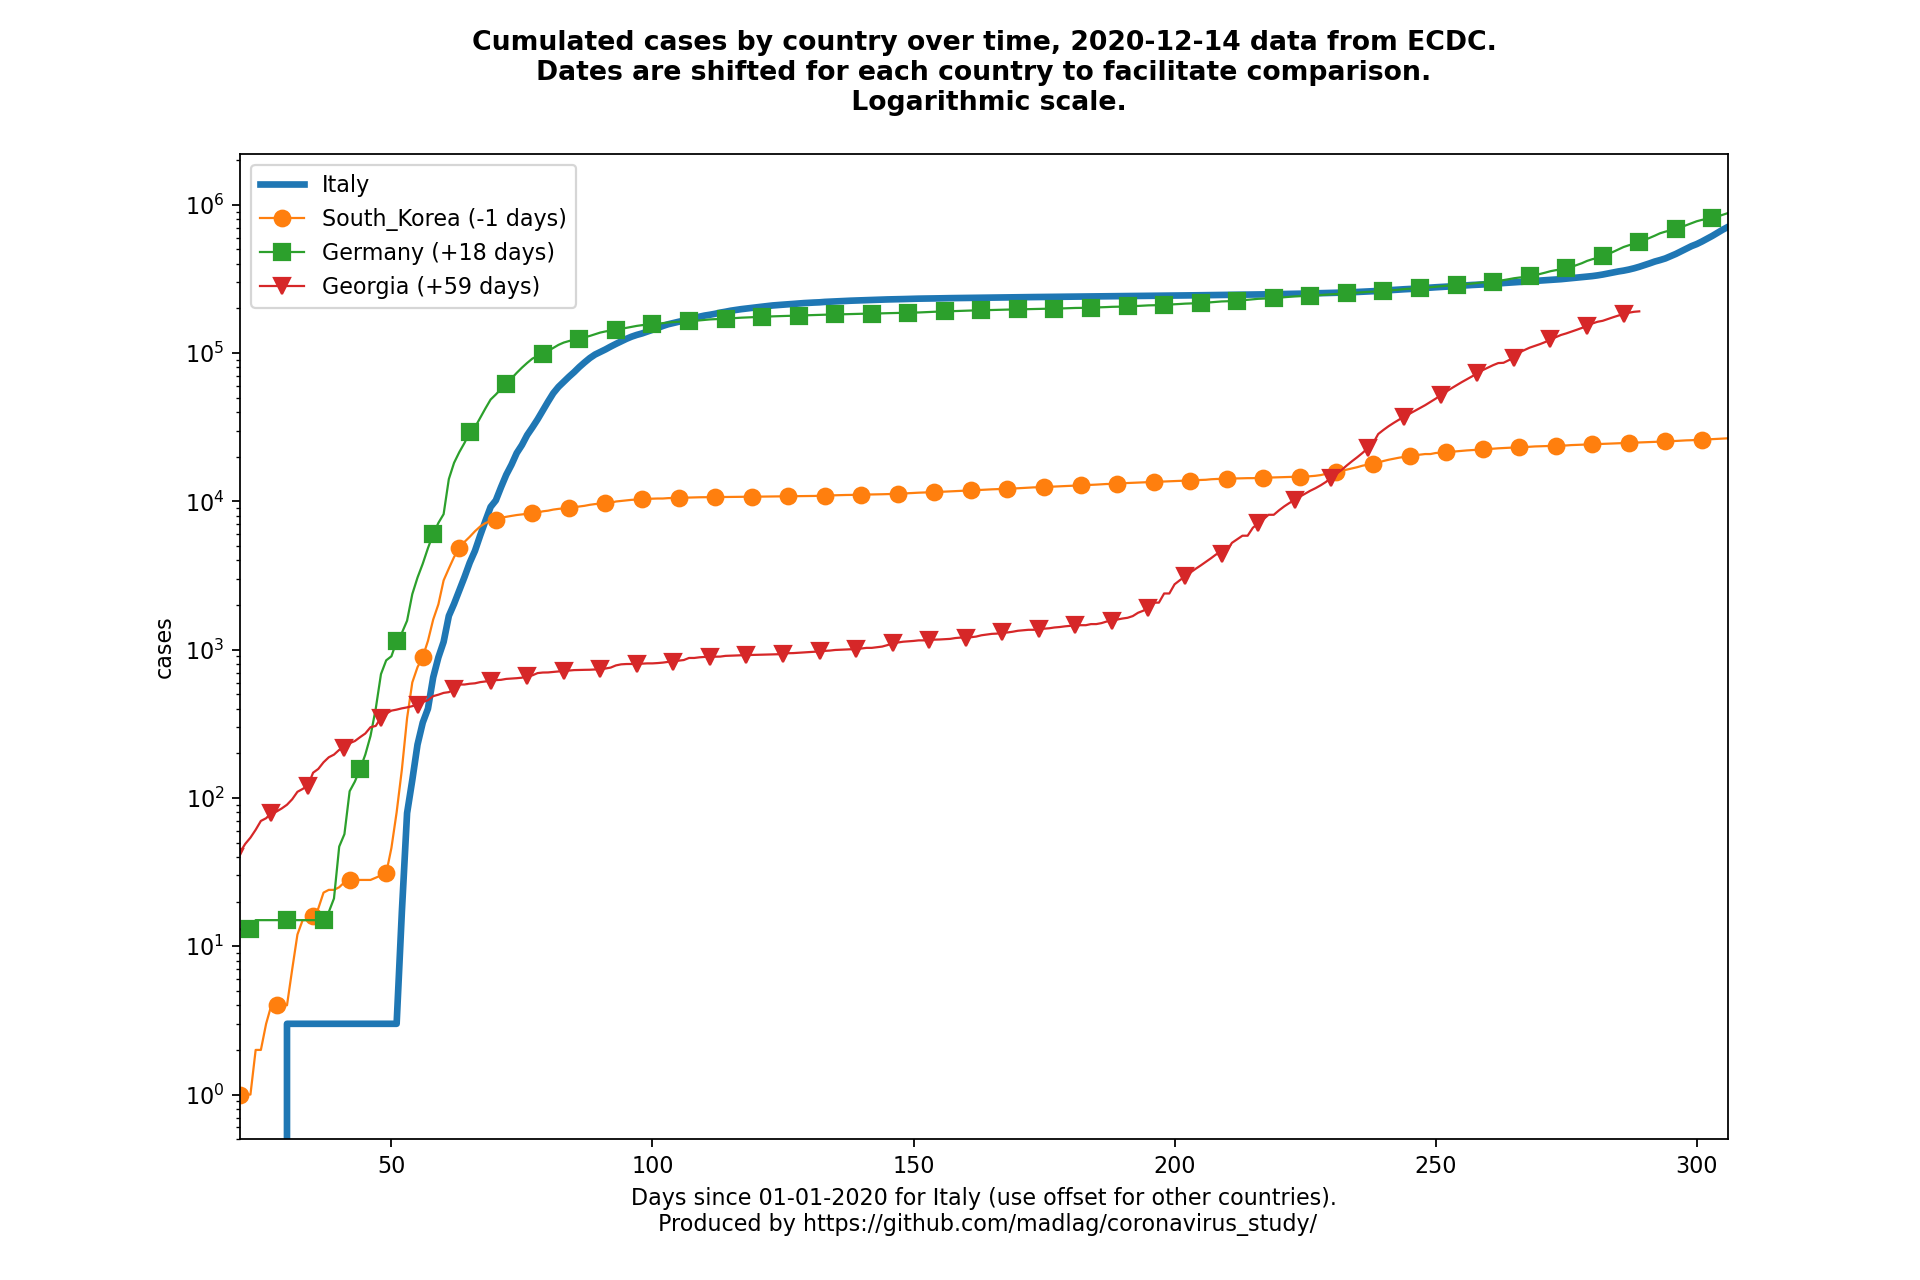 Cumulated cases by country over time, 2020-12-14 data from ECDC.
Dates are shifted for each country to facilitate comparison.
Logarithmic scale.
Italy
South_Korea (-1 days)
Germany (+18 days)
Georgia (+59 days)
10^6
10^5
10^4
10^3
10^2
10^1
10^0
cases
50 100 150 200 250 300
Days since 01-01-2020 for Italy (use offset for other countries).
Produced by https://github.com/madlag/coronavirus_study/